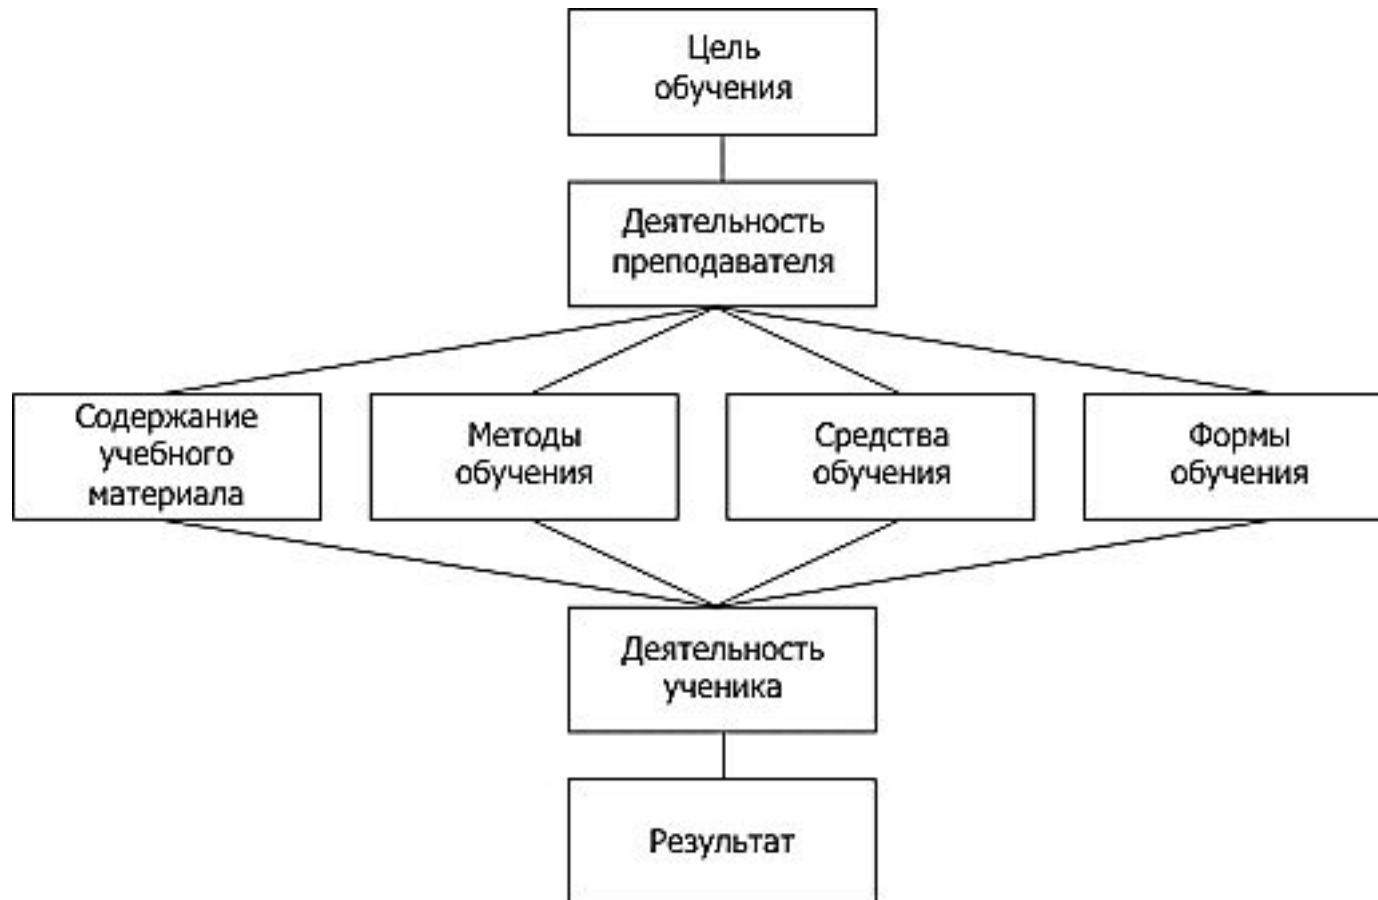 Цель
обучения
Деятельность
преподавателя
Содержание
учебного
материала
Методы
обучения
Средства
обучения
Формы
обучения
Деятельность
ученика
Результат